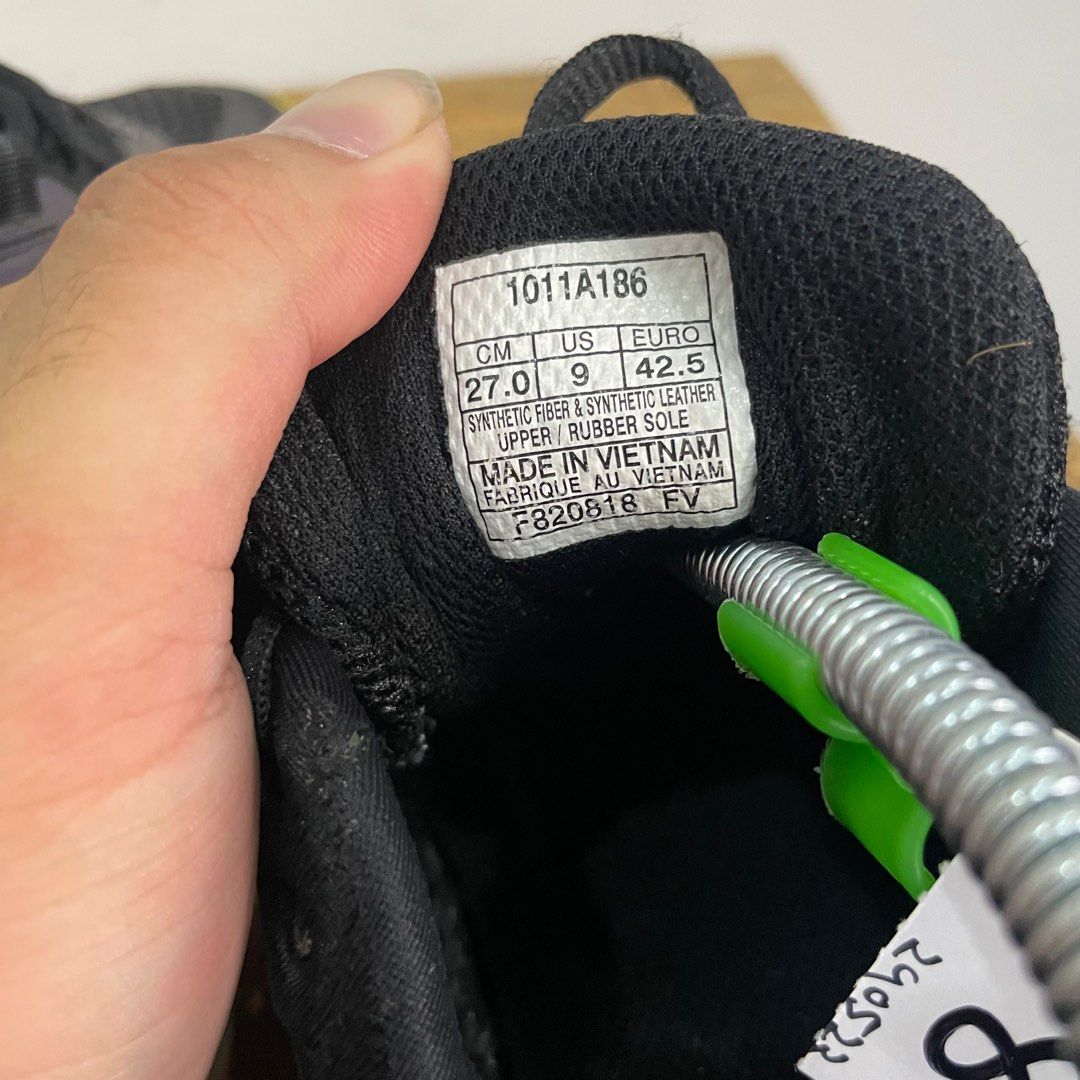 1011A186
CM US EURO
27.0 9 42.5
SYNTHETIC FIBER & SYNTHETIC LEATHER
UPPER / RUBBER SOLE
MADE IN VIETNAM
FABRIQUE AU VIETNAM
F820818 FV